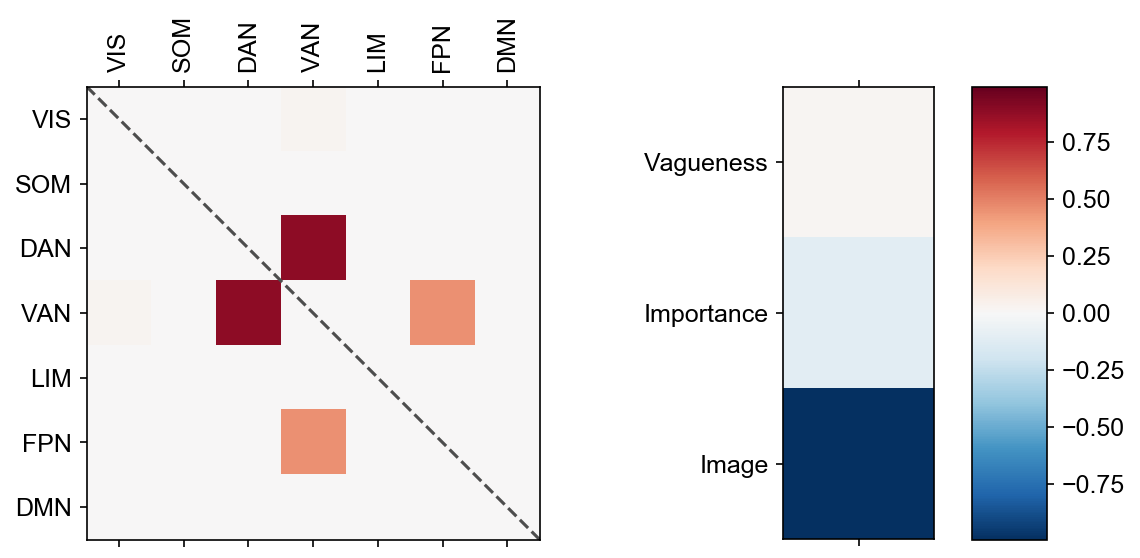 VIS
SOM
DAN
VAN
LIM
FPN
DMN
VIS
SOM
DAN
VAN
LIM
FPN
DMN
Vagueness
Importance
Image
0.75
0.50
0.25
0.00
−0.25
−0.50
−0.75